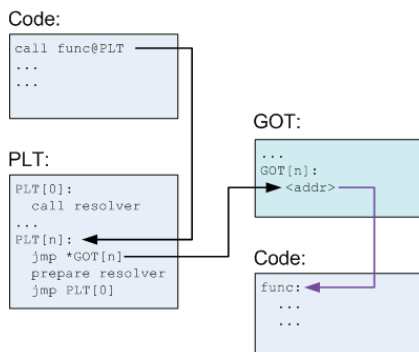 Code:
call func@PLT
...
...
PLT:
PLT[0]:
call resolver
...
PLT[n]:
jmp *GOT[n]
prepare resolver
jmp PLT[0]
GOT:
...
GOT[n]:
<addr>
Code:
func:
...
...